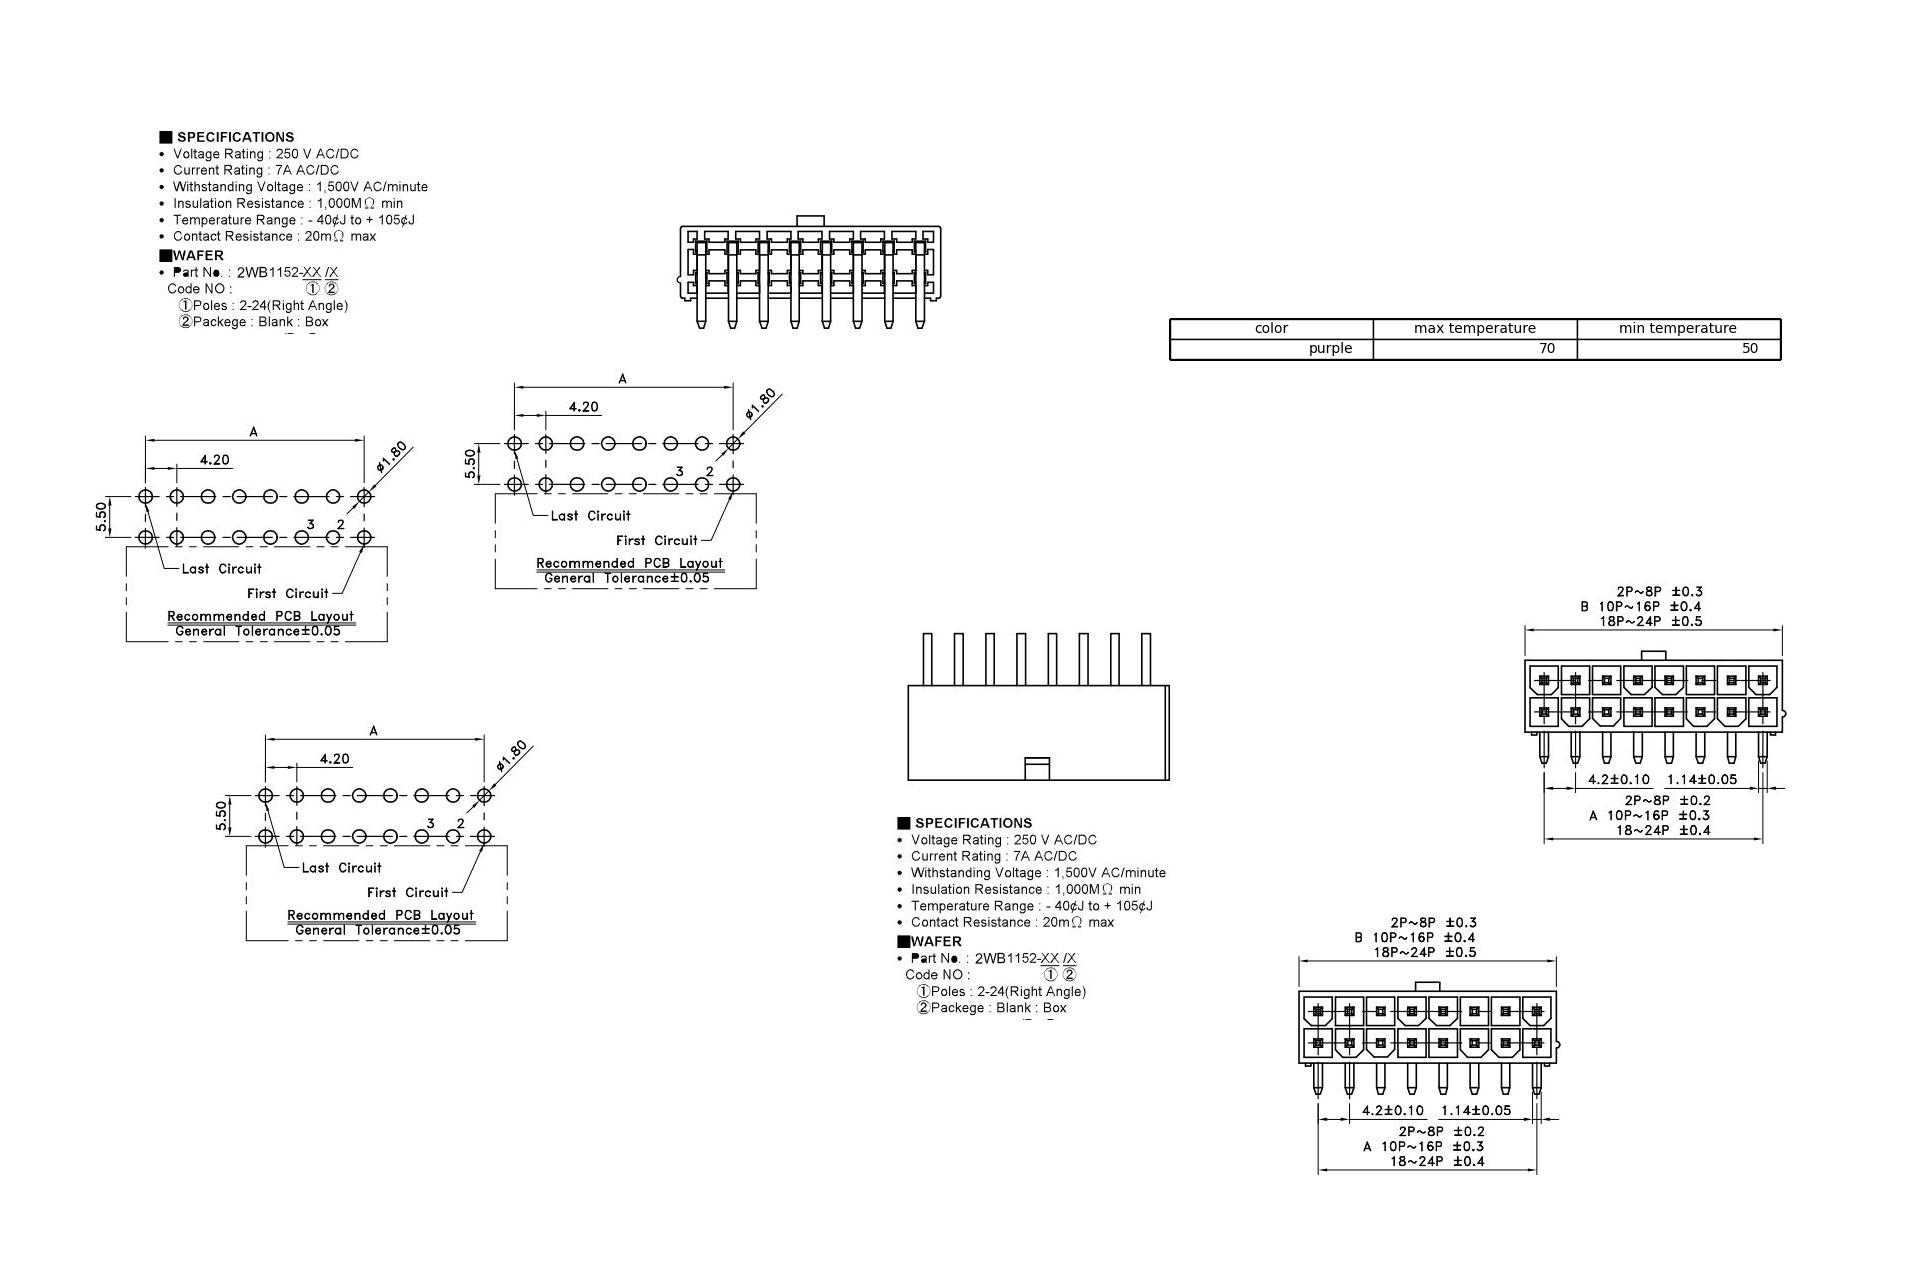 ■ SPECIFICATIONS
• Voltage Rating : 250 V AC/DC
• Current Rating : 7A AC/DC
• Withstanding Voltage : 1,500V AC/minute
• Insulation Resistance : 1,000MΩ min
• Temperature Range : - 40¢J to + 105¢J
• Contact Resistance : 20mΩ max
■WAFER
• Part No. : 2WB1152-XX /X
Code NO : ① ②
①Poles : 2-24(Right Angle)
②Packege : Blank : Box
color max temperature min temperature
purple 70 50
A
4.20
ø1.80
5.50
3 2
Last Circuit
First Circuit
Recommended PCB Layout
General Tolerance±0.05
A
4.20
ø1.80
5.50
3 2
Last Circuit
First Circuit
Recommended PCB Layout
General Tolerance±0.05
2P~8P ±0.3
B 10P~16P ±0.4
18P~24P ±0.5
4.2±0.10 1.14±0.05
2P~8P ±0.2
A 10P~16P ±0.3
18~24P ±0.4
A
4.20
ø1.80
5.50
3 2
Last Circuit
First Circuit
Recommended PCB Layout
General Tolerance±0.05
■ SPECIFICATIONS
• Voltage Rating : 250 V AC/DC
• Current Rating : 7A AC/DC
• Withstanding Voltage : 1,500V AC/minute
• Insulation Resistance : 1,000MΩ min
• Temperature Range : - 40¢J to + 105¢J
• Contact Resistance : 20mΩ max
■WAFER
• Part No. : 2WB1152-XX /X
Code NO : ① ②
①Poles : 2-24(Right Angle)
②Packege : Blank : Box
2P~8P ±0.3
B 10P~16P ±0.4
18P~24P ±0.5
4.2±0.10 1.14±0.05
2P~8P ±0.2
A 10P~16P ±0.3
18~24P ±0.4